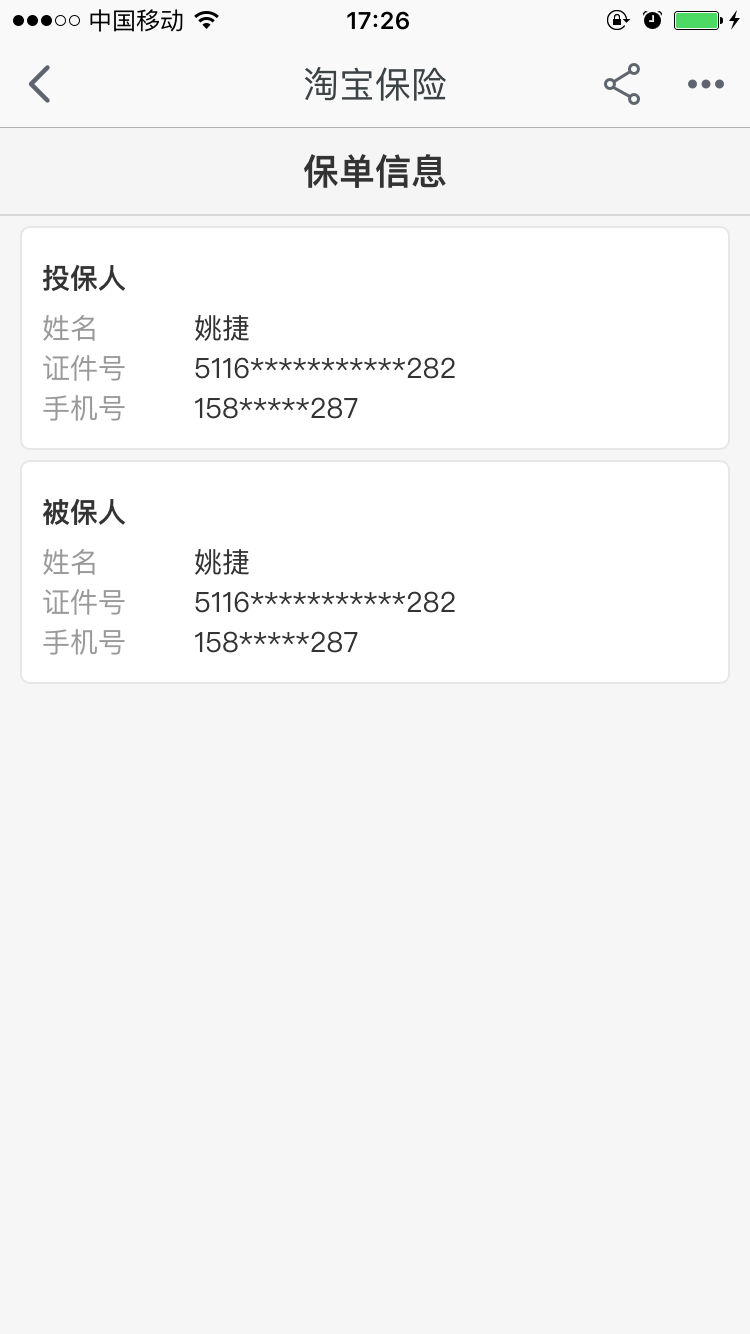 中国移动 17:26
淘宝保险
保单信息
投保人
姓名 姚捷
证件号 5116***********282
手机号 158*****287
被保人
姓名 姚捷
证件号 5116***********282
手机号 158*****287